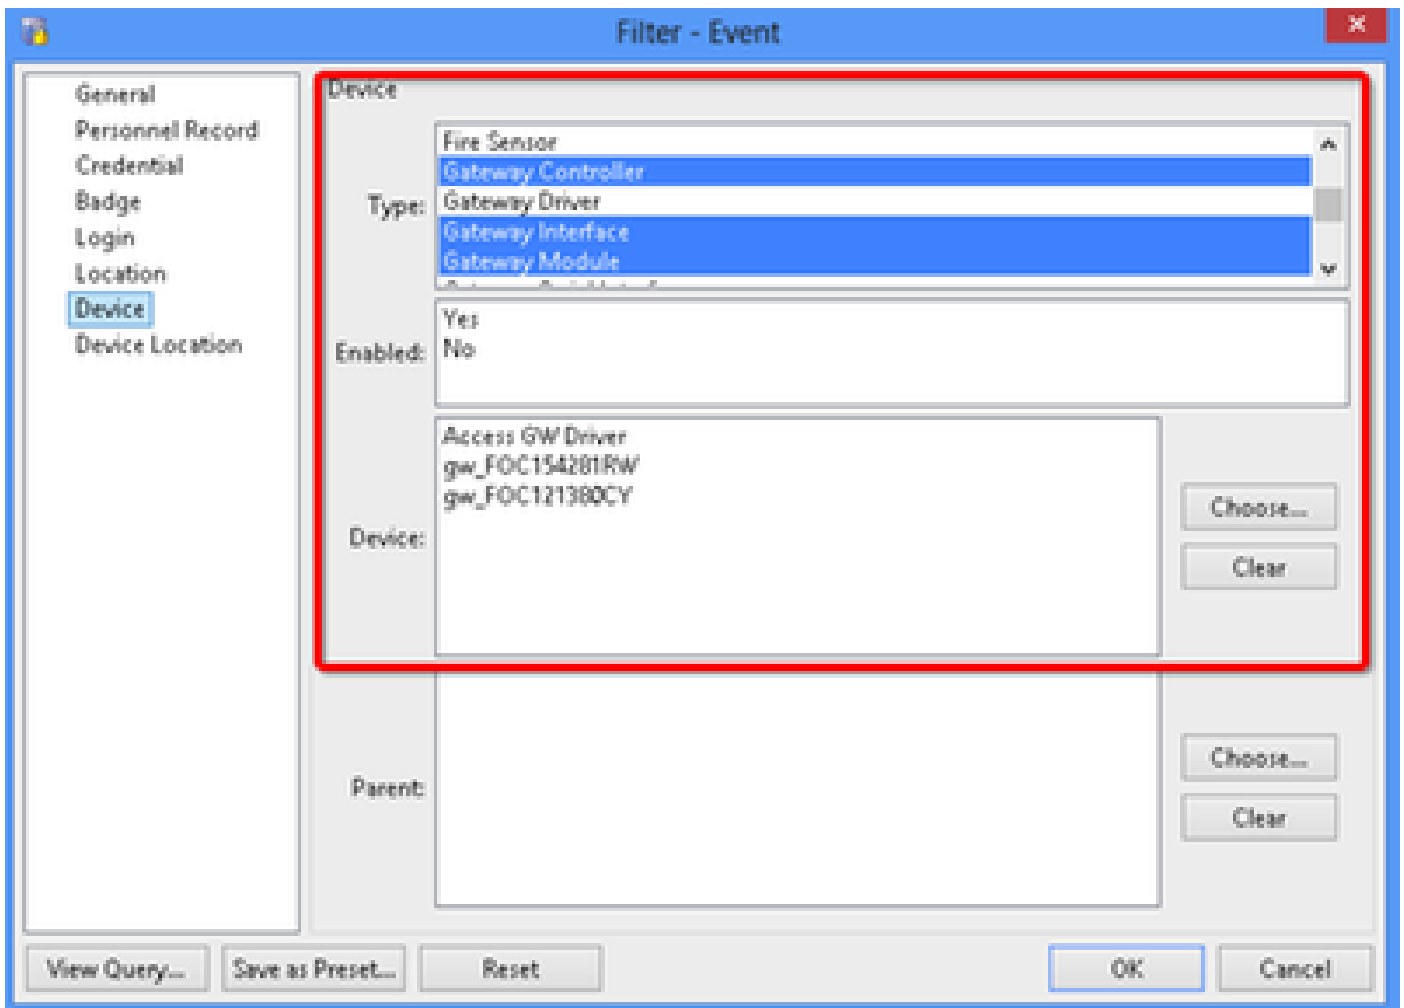 Filter - Event
General
Personnel Record
Credential
Badge
Login
Location
Device
Device Location
Device
Type:
Fire Sensor
Gateway Controller
Gateway Driver
Gateway Interface
Gateway Module
Enabled:
Yes
No
Device:
Access GW Driver
gw_FOC154281RW
gw_FOC121380CY
Choose...
Clear
Parent:
Choose...
Clear
View Query...
Save as Preset...
Reset
OK
Cancel